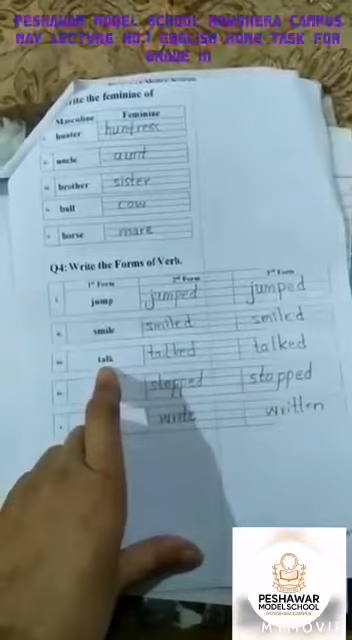 PESHAWAR MODEL SCHOOL NOWSHERA CAMPUS
MAY LECTURE NO.1 ENGLISH HOME TASK FOR
GRADE III
the feminine of
Masculine Feminine
hunter huntress
uncle aunt
brother sister
bull cow
horse mare
Q4: Write the Forms of Verb.
1st Form 2nd Form 3rd Form
jump jumped jumped
smile smiled smiled
talk talked talked
stopped stopped
write written
PESHAWAR
MODEL SCHOOL
NOWSHERA CAMPUS